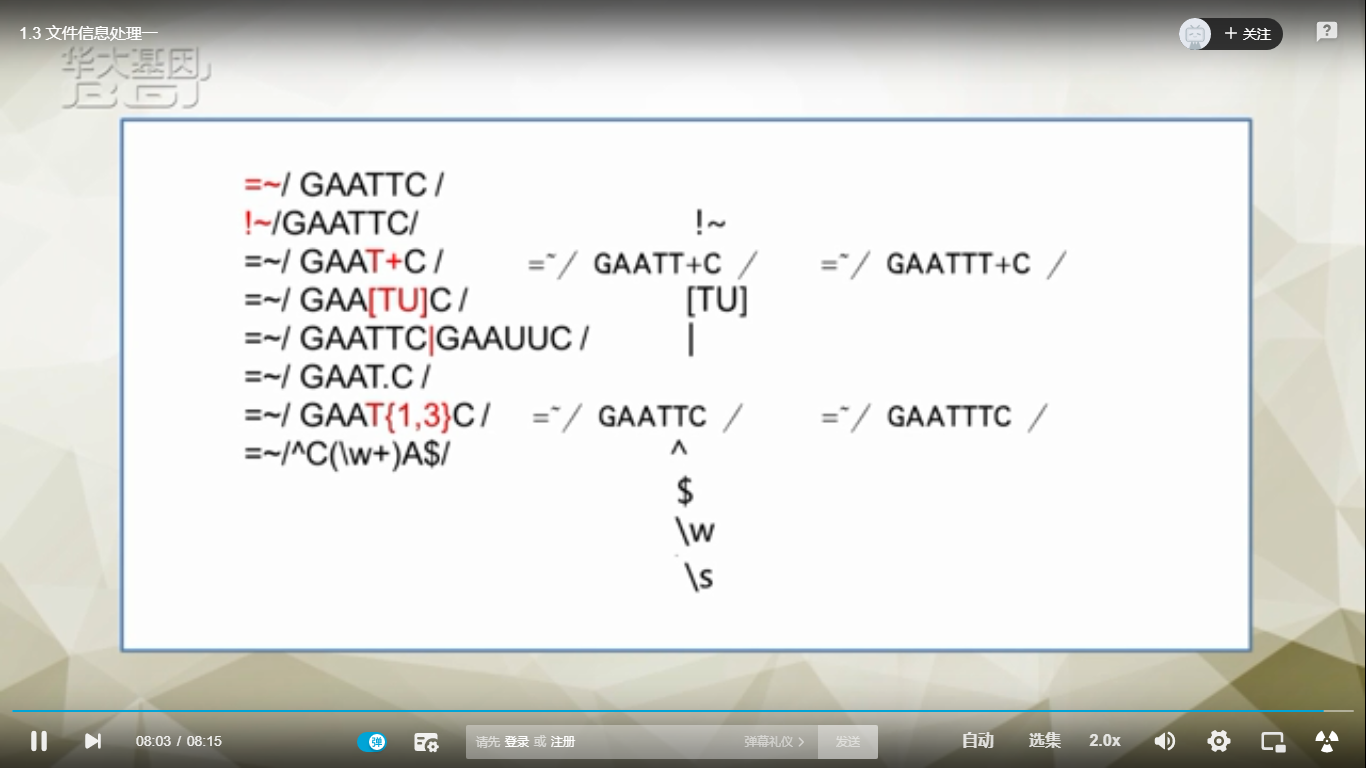 1.3 文件信息处理一
+ 关注
华大基因
BGI
=~/ GAATTC /
!~/GAATTC/ !~
=~/ GAAT+C / =~/ GAATT+C / =~/ GAATTT+C /
=~/ GAA[TU]C / [TU]
=~/ GAATTC|GAAUUC / |
=~/ GAAT.C /
=~/ GAAT{1,3}C / =~/ GAATTC / =~/ GAATTTC /
=~/^C(\w+)A$/ ^
$
\w
\s
08:03 / 08:15 弹 请先 登录 或 注册 弹幕礼仪 > 发送 自动 选集 2.0x